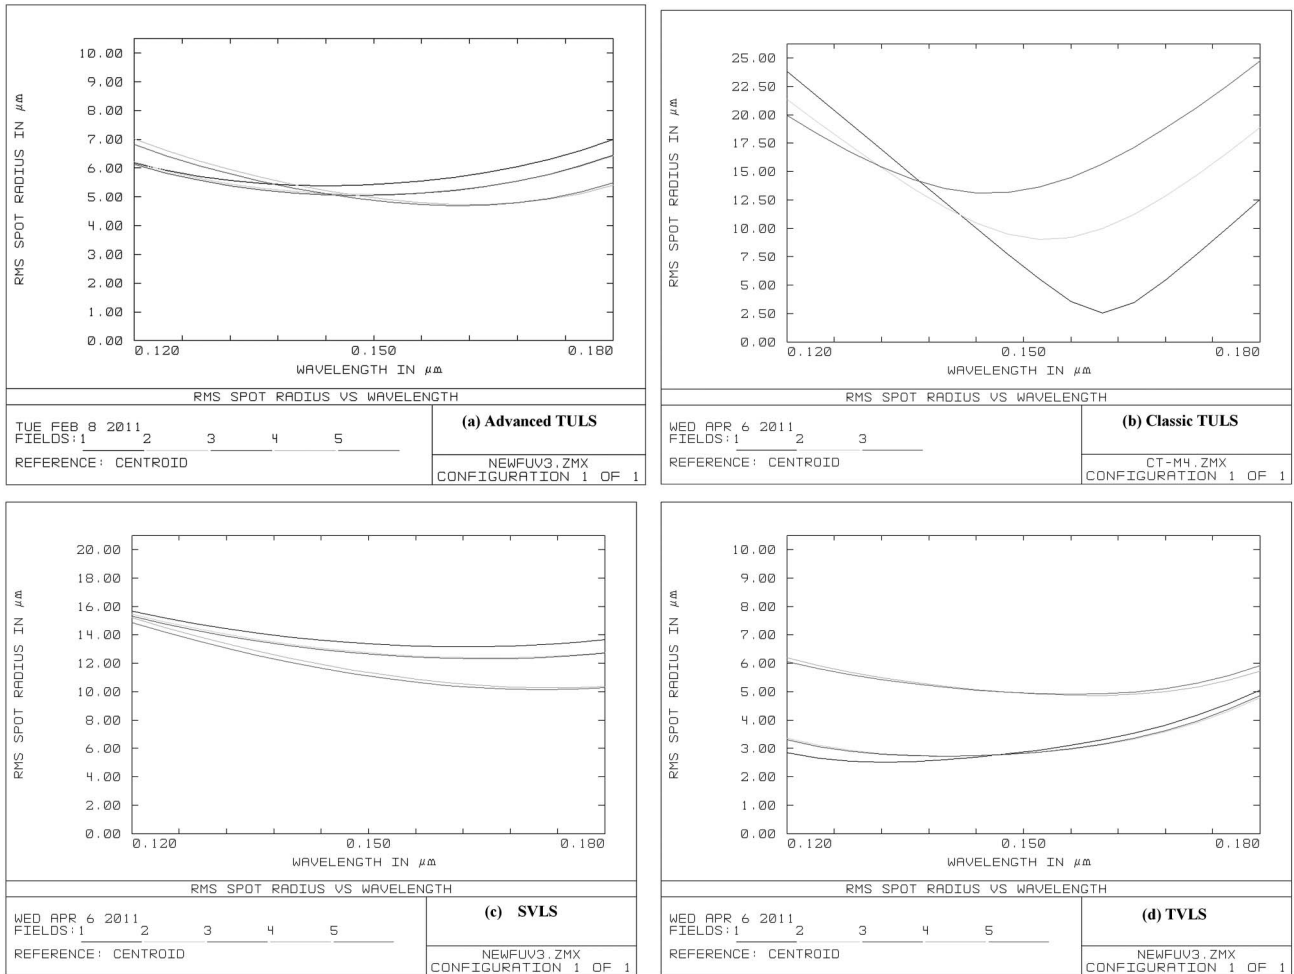 10.00
9.00
8.00
7.00
6.00
5.00
4.00
3.00
2.00
1.00
0.00
RMS SPOT RADIUS IN µm
0.120 0.150 0.180
WAVELENGTH IN µm
RMS SPOT RADIUS VS WAVELENGTH
TUE FEB 8 2011
FIELDS: 1 2 3 4 5
REFERENCE: CENTROID
(a) Advanced TULS
NEWFUV3.ZMX
CONFIGURATION 1 OF 1
25.00
22.50
20.00
17.50
15.00
12.50
10.00
7.50
5.00
2.50
0.00
RMS SPOT RADIUS IN µm
0.120 0.150 0.180
WAVELENGTH IN µm
RMS SPOT RADIUS VS WAVELENGTH
WED APR 6 2011
FIELDS: 1 2 3
REFERENCE: CENTROID
(b) Classic TULS
CT-M4.ZMX
CONFIGURATION 1 OF 1
20.00
18.00
16.00
14.00
12.00
10.00
8.00
6.00
4.00
2.00
0.00
RMS SPOT RADIUS IN µm
0.120 0.150 0.180
WAVELENGTH IN µm
RMS SPOT RADIUS VS WAVELENGTH
WED APR 6 2011
FIELDS: 1 2 3 4 5
REFERENCE: CENTROID
(c) SVLS
NEWFUV3.ZMX
CONFIGURATION 1 OF 1
10.00
9.00
8.00
7.00
6.00
5.00
4.00
3.00
2.00
1.00
0.00
RMS SPOT RADIUS IN µm
0.120 0.150 0.180
WAVELENGTH IN µm
RMS SPOT RADIUS VS WAVELENGTH
WED APR 6 2011
FIELDS: 1 2 3 4 5
REFERENCE: CENTROID
(d) TVLS
NEWFUV3.ZMX
CONFIGURATION 1 OF 1